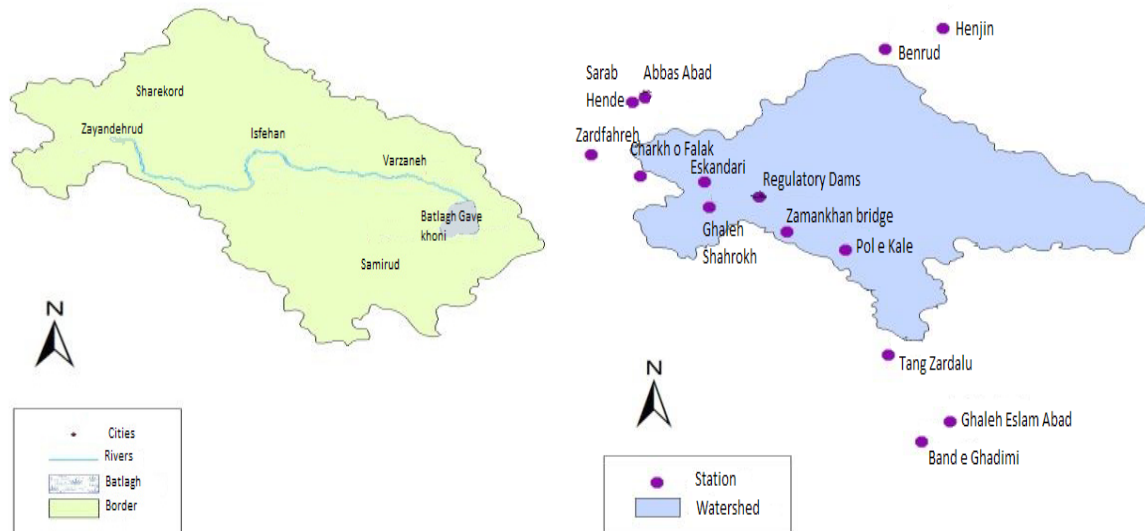 Sharekord
Zayandehrud
Isfehan
Varzaneh
Batlagh Gave
khoni
Samirud
N
Cities
Rivers
Batlagh
Border
Henjin
Benrud
Sarab
Hende
Abbas Abad
Zardfahreh
Charkh o Falak
Eskandari
Regulatory Dams
Zamankhan bridge
Ghaleh
Shahrokh
Pol e Kale
Tang Zardalu
N
Ghaleh Eslam Abad
Band e Ghadimi
Station
Watershed